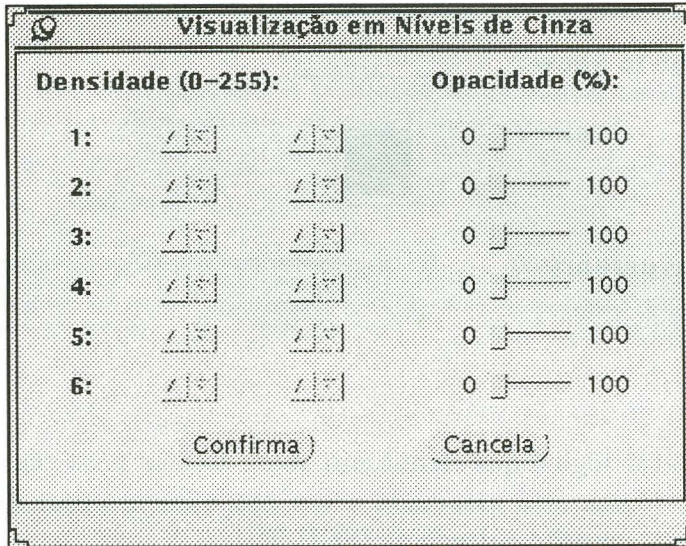 Visualização em Níveis de Cinza
Densidade (0–255): Opacidade (%):
1: 0 100
2: 0 100
3: 0 100
4: 0 100
5: 0 100
6: 0 100
Confirma Cancela